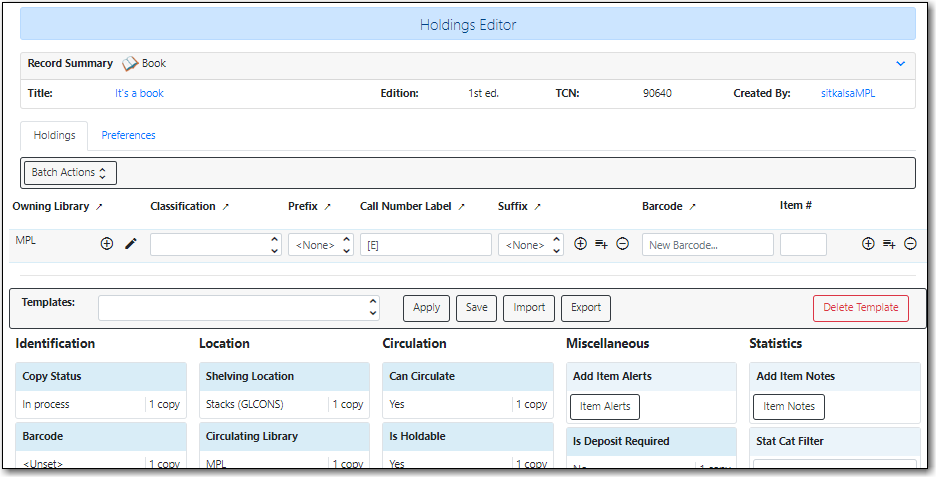 Holdings Editor
Record Summary Book
Title: It's a book Edition: 1st ed. TCN: 90640 Created By: sitkalsaMPL
Holdings Preferences
Batch Actions
Owning Library Classification Prefix Call Number Label Suffix Barcode Item #
MPL <None> [E] <None> New Barcode...
Templates: Apply Save Import Export Delete Template
Identification Location Circulation Miscellaneous Statistics
Copy Status Shelving Location Can Circulate Add Item Alerts Add Item Notes
In process 1 copy Stacks (GLCONS) 1 copy Yes 1 copy Item Alerts Item Notes
Barcode Circulating Library Is Holdable Is Deposit Required Stat Cat Filter
<Unset> 1 copy MPL 1 copy Yes 1 copy No 1 copy